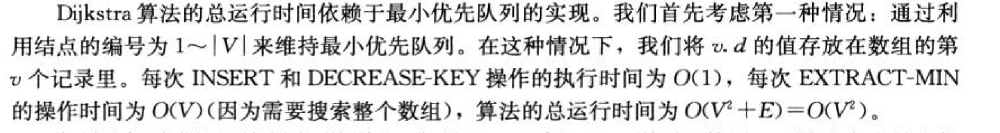 Dijkstra 算法的总运行时间依赖于最小优先队列的实现。我们首先考虑第一种情况：通过利
用结点的编号为 1～|V|来维持最小优先队列。在这种情况下，我们将 v.d 的值存放在数组的第
v 个记录里。每次 INSERT 和 DECREASE-KEY 操作的执行时间为 O(1)，每次 EXTRACT-MIN
的操作时间为 O(V)(因为需要搜索整个数组)，算法的总运行时间为 O(V²+E)=O(V²)。